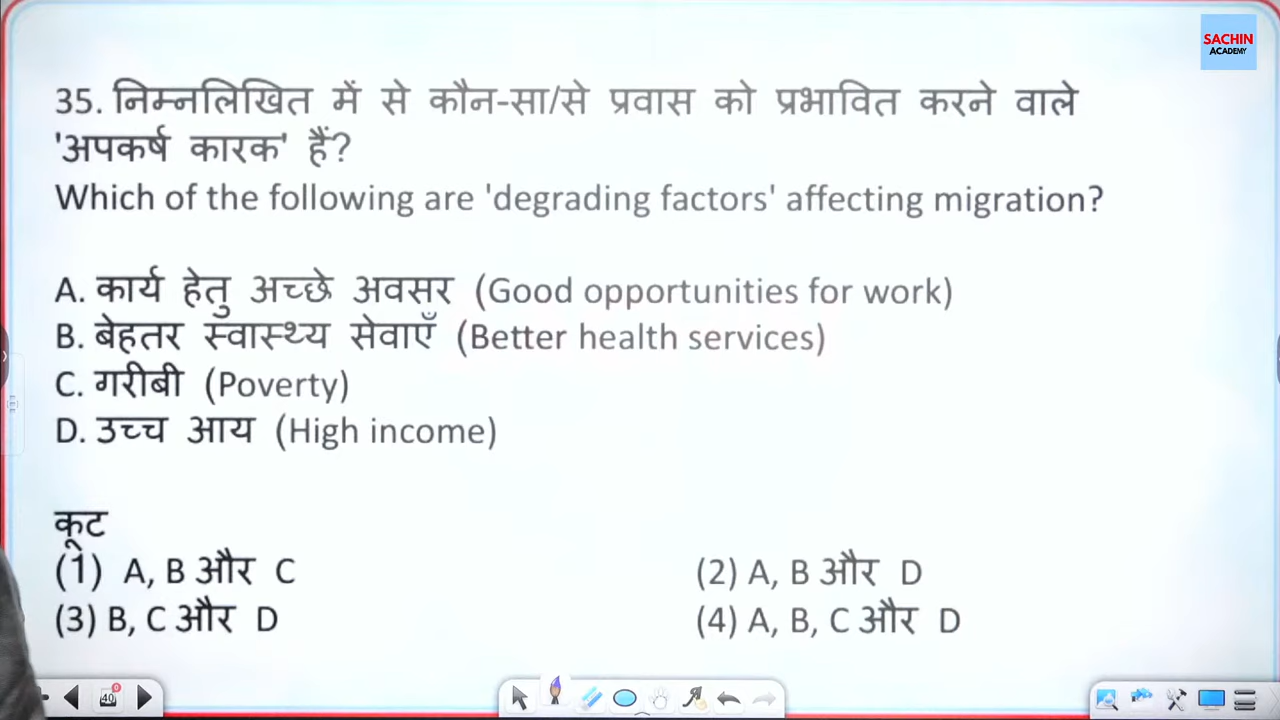 SACHIN
ACADEMY
35. निम्नलिखित में से कौन-सा/से प्रवास को प्रभावित करने वाले
'अपकर्ष कारक' हैं?
Which of the following are 'degrading factors' affecting migration?
A. कार्य हेतु अच्छे अवसर (Good opportunities for work)
B. बेहतर स्वास्थ्य सेवाएँ (Better health services)
C. गरीबी (Poverty)
D. उच्च आय (High income)
कूट
(1) A, B और C (2) A, B और D
(3) B, C और D (4) A, B, C और D
40